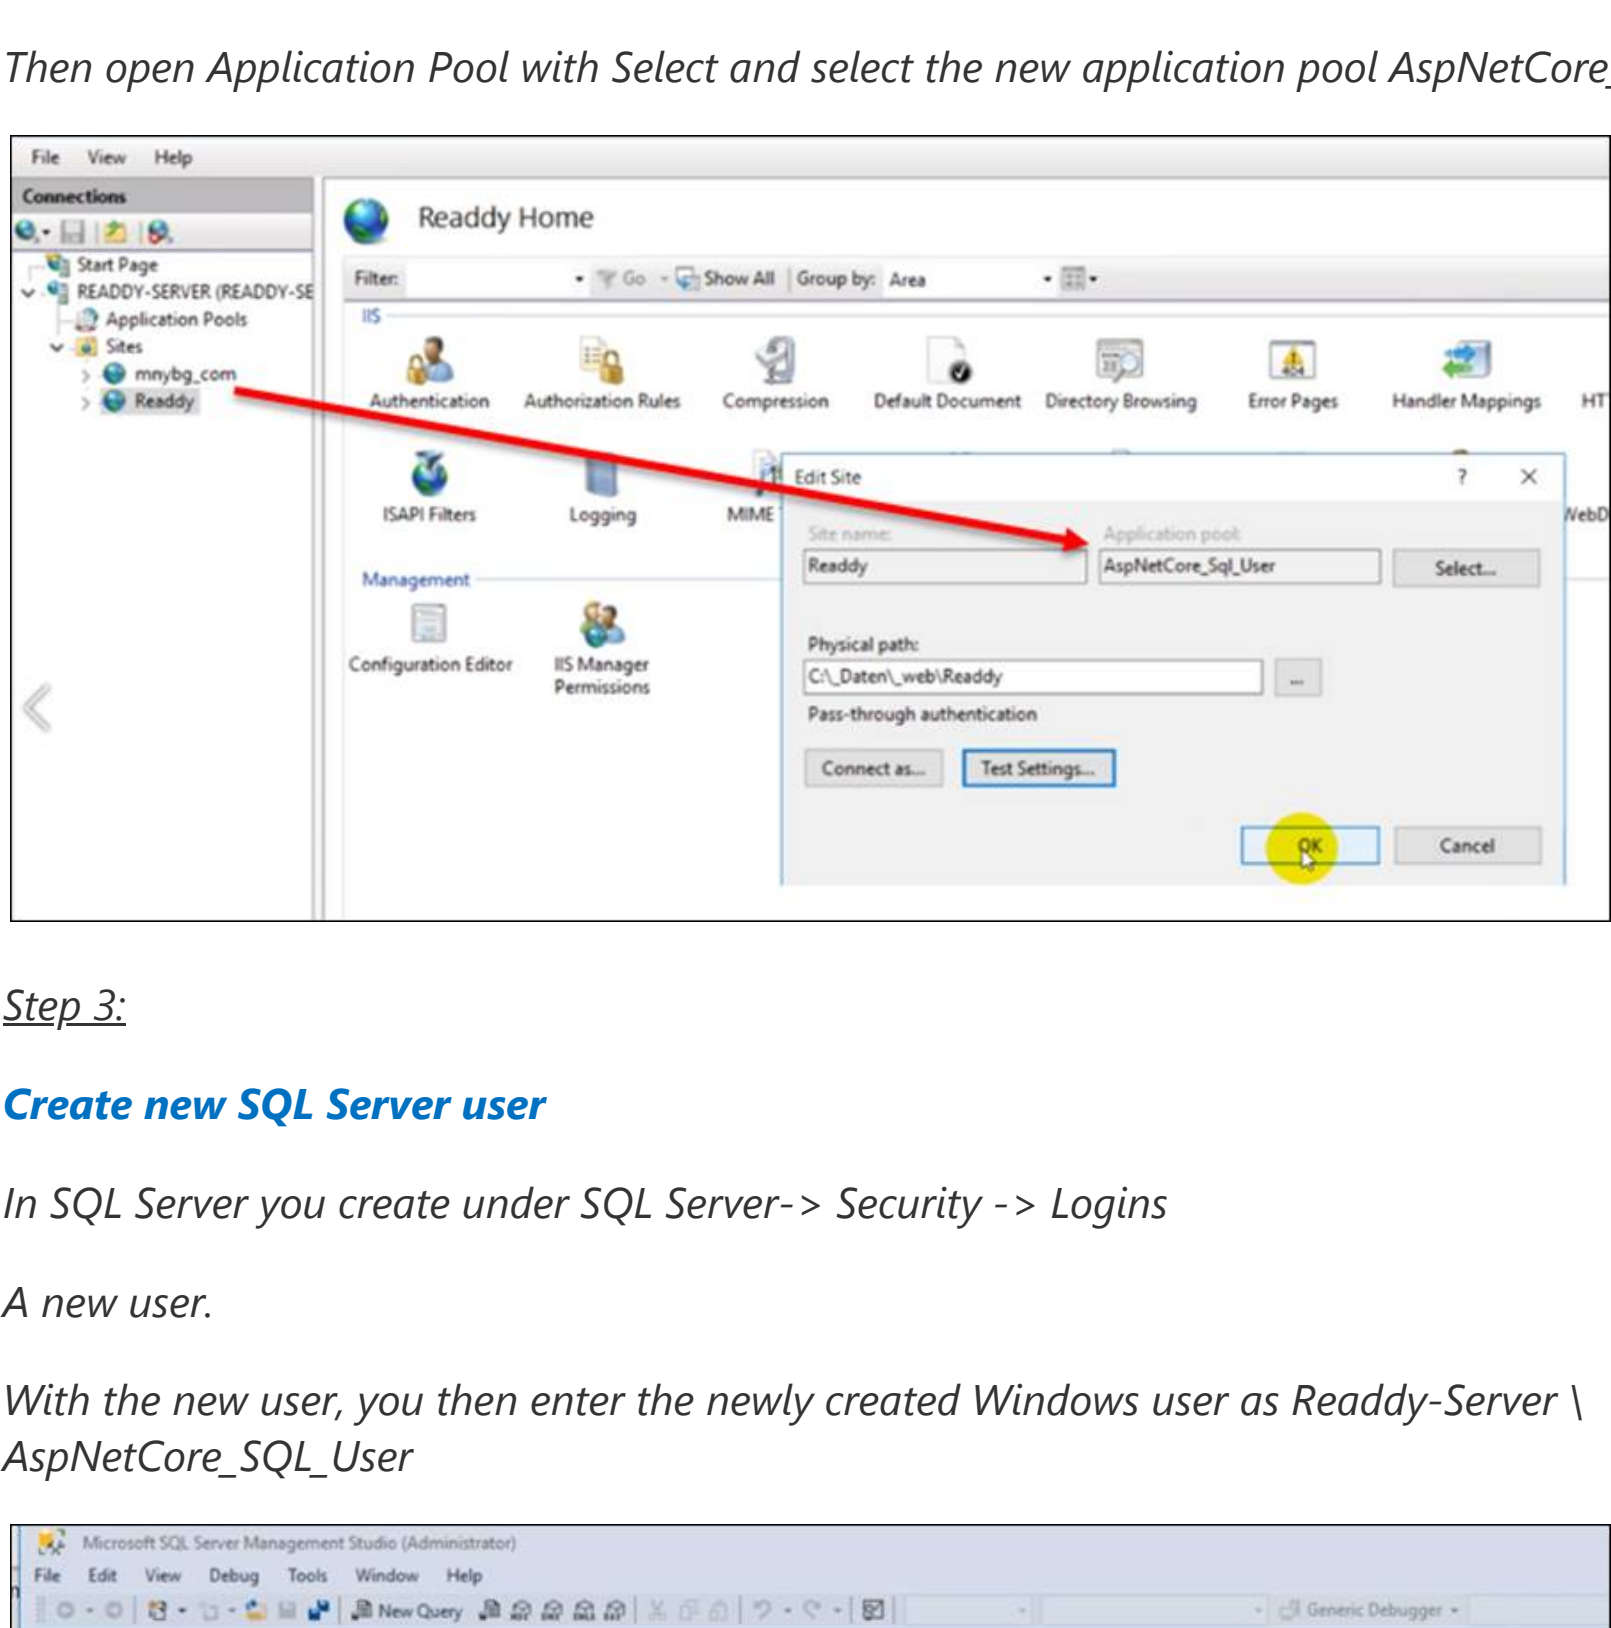 Then open Application Pool with Select and select the new application pool AspNetCore_
File View Help
Connections
Readdy Home
Start Page
READDY-SERVER (READDY-SE
Application Pools
Sites
mnybg_com
Readdy
Filter: Go Show All Group by: Area
IIS
Authentication Authorization Rules Compression Default Document Directory Browsing Error Pages Handler Mappings HT
ISAPI Filters Logging MIME WebD
Edit Site ?
Site name: Application pool:
Readdy AspNetCore_Sql_User Select...
Management
Configuration Editor IIS Manager Permissions
Physical path:
C:\_Daten\_web\Readdy ...
Pass-through authentication
Connect as... Test Settings...
OK Cancel
Step 3:
Create new SQL Server user
In SQL Server you create under SQL Server-> Security -> Logins
A new user.
With the new user, you then enter the newly created Windows user as Readdy-Server \
AspNetCore_SQL_User
Microsoft SQL Server Management Studio (Administrator)
File Edit View Debug Tools Window Help
New Query Generic Debugger